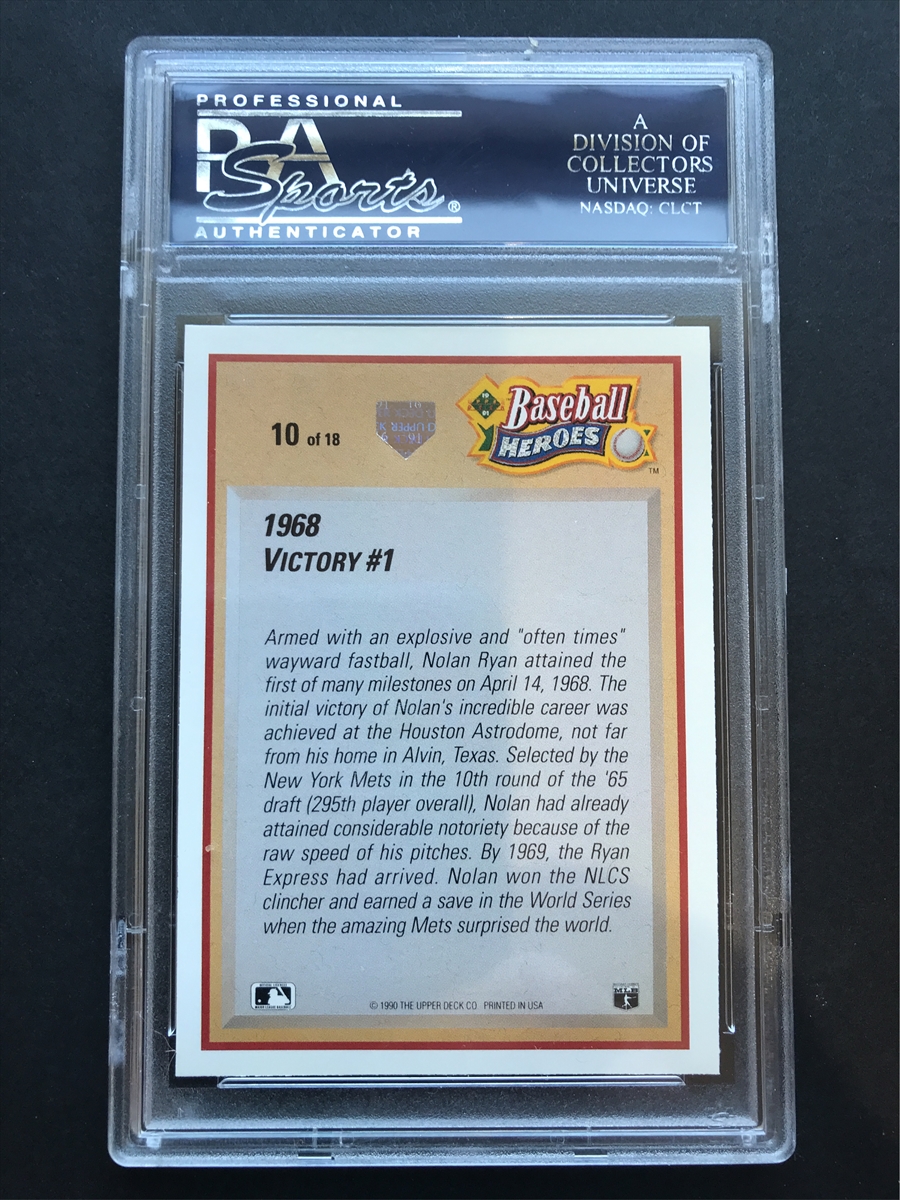 PROFESSIONAL
PSA
Sports®
AUTHENTICATOR
A
DIVISION OF
COLLECTORS
UNIVERSE
NASDAQ: CLCT
10 of 18
19
91
Baseball
HEROES
TM
1968
VICTORY #1
Armed with an explosive and "often times"
wayward fastball, Nolan Ryan attained the
first of many milestones on April 14, 1968. The
initial victory of Nolan's incredible career was
achieved at the Houston Astrodome, not far
from his home in Alvin, Texas. Selected by the
New York Mets in the 10th round of the '65
draft (295th player overall), Nolan had already
attained considerable notoriety because of the
raw speed of his pitches. By 1969, the Ryan
Express had arrived. Nolan won the NLCS
clincher and earned a save in the World Series
when the amazing Mets surprised the world.
© 1990 THE UPPER DECK CO. PRINTED IN USA
MLB